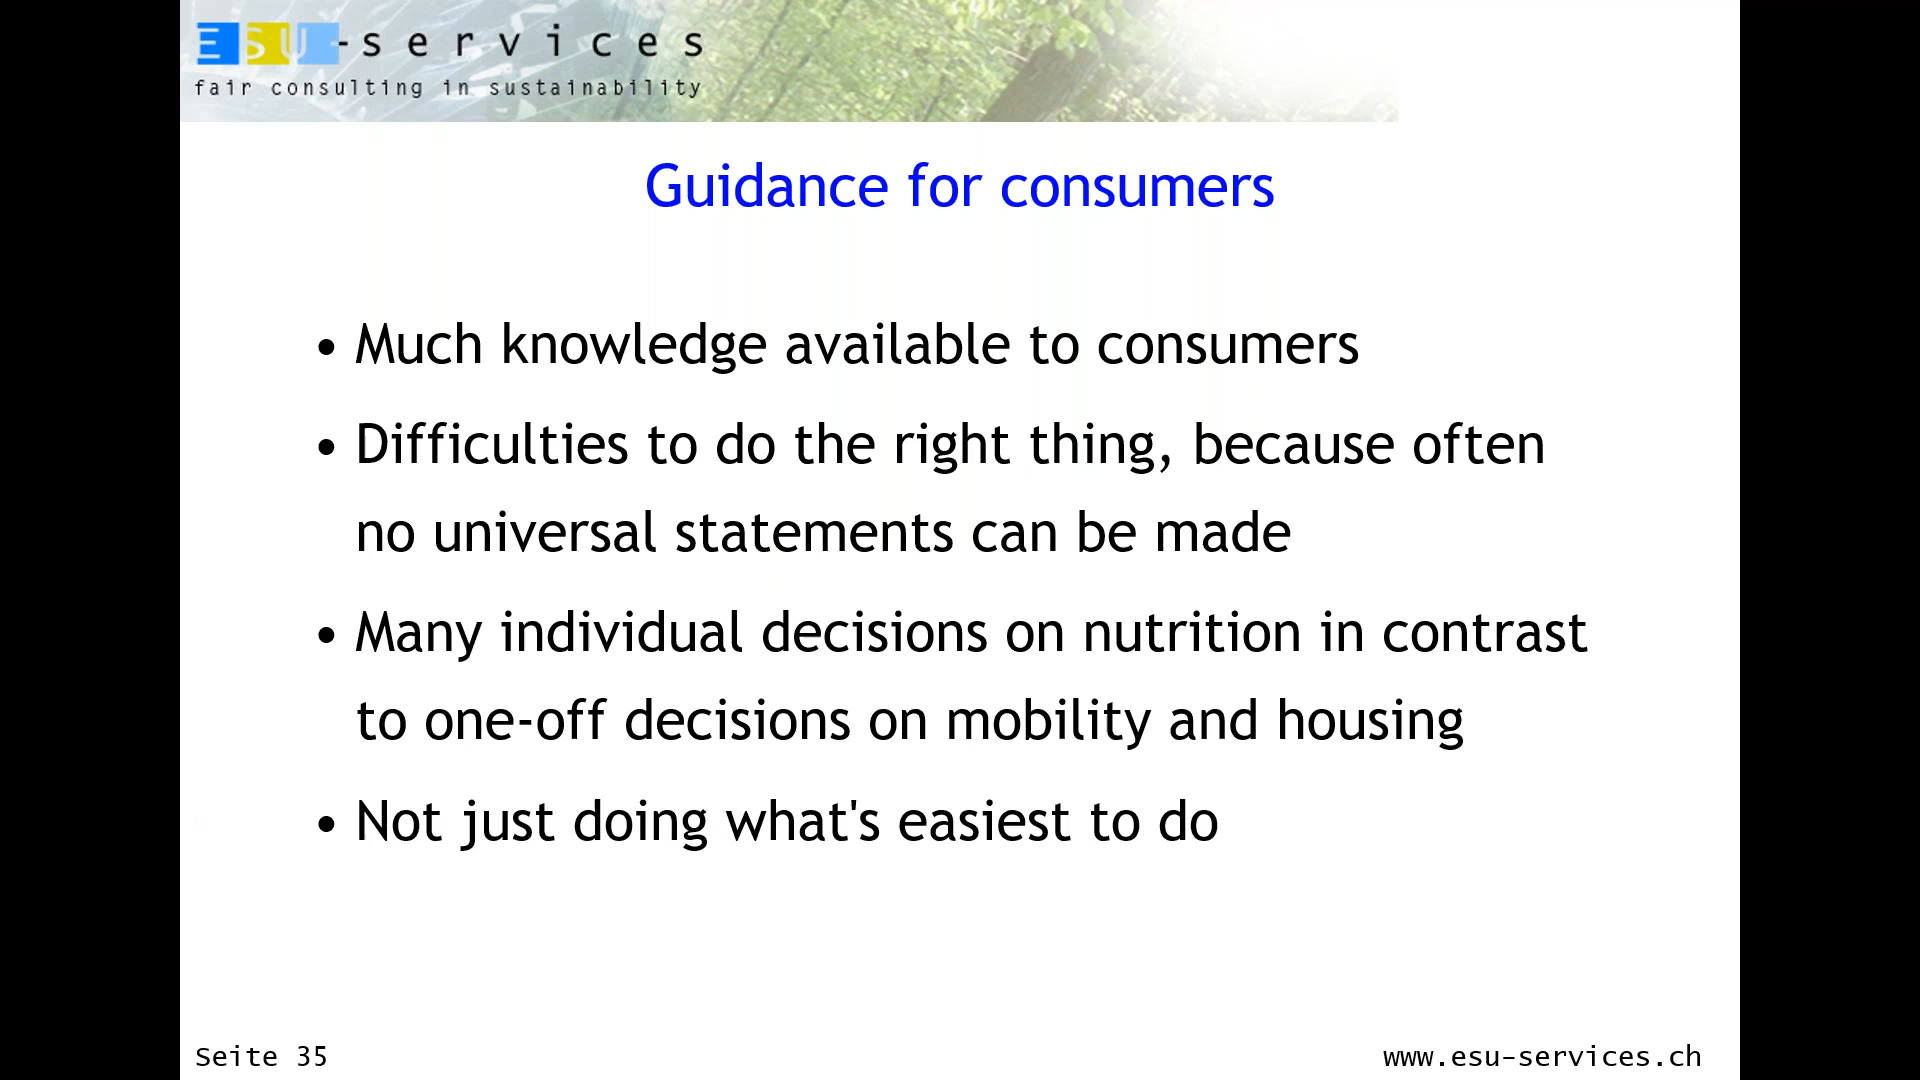 ESU-services
fair consulting in sustainability
Guidance for consumers
• Much knowledge available to consumers
• Difficulties to do the right thing, because often
no universal statements can be made
• Many individual decisions on nutrition in contrast
to one-off decisions on mobility and housing
• Not just doing what's easiest to do
Seite 35
www.esu-services.ch